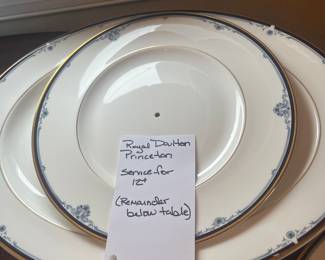 Royal Doulton
Princeton
Service for
12+
(Remainder
below table)